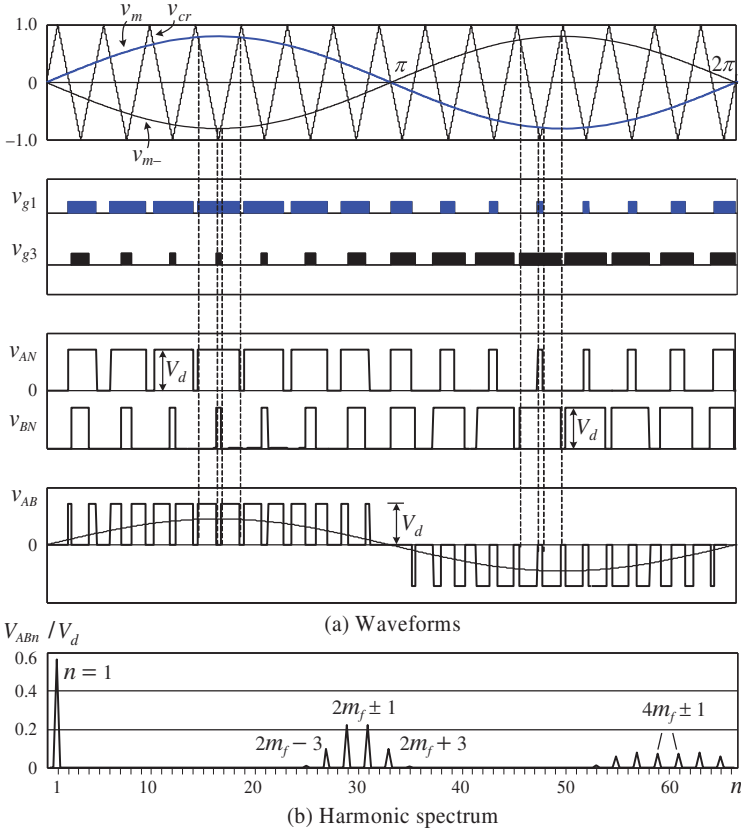 v_m v_cr
1.0
0
−1.0
π
2π
v_m−
v_g1
v_g3
v_AN
0
V_d
v_BN
V_d
v_AB
0
V_d
(a) Waveforms
V_ABn / V_d
0.6
0.4
0.2
0
n = 1
2m_f ± 1
2m_f − 3
2m_f + 3
4m_f ± 1
1 10 20 30 40 50 60 n
(b) Harmonic spectrum